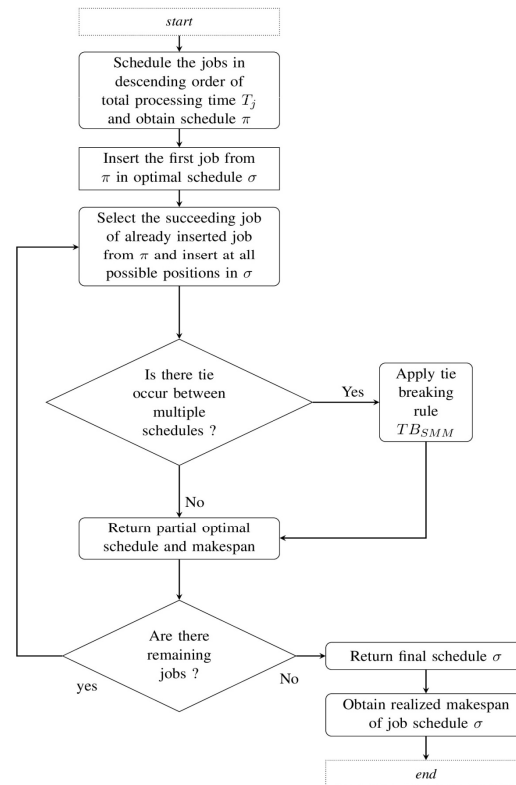 start
Schedule the jobs in
descending order of
total processing time T_j
and obtain schedule π
Insert the first job from
π in optimal schedule σ
Select the succeeding job
of already inserted job
from π and insert at all
possible positions in σ
Is there tie
occur between
multiple
schedules ?
Yes
Apply tie
breaking
rule
TB_{SMM}
No
Return partial optimal
schedule and makespan
Are there
remaining
jobs ?
yes
No
Return final schedule σ
Obtain realized makespan
of job schedule σ
end